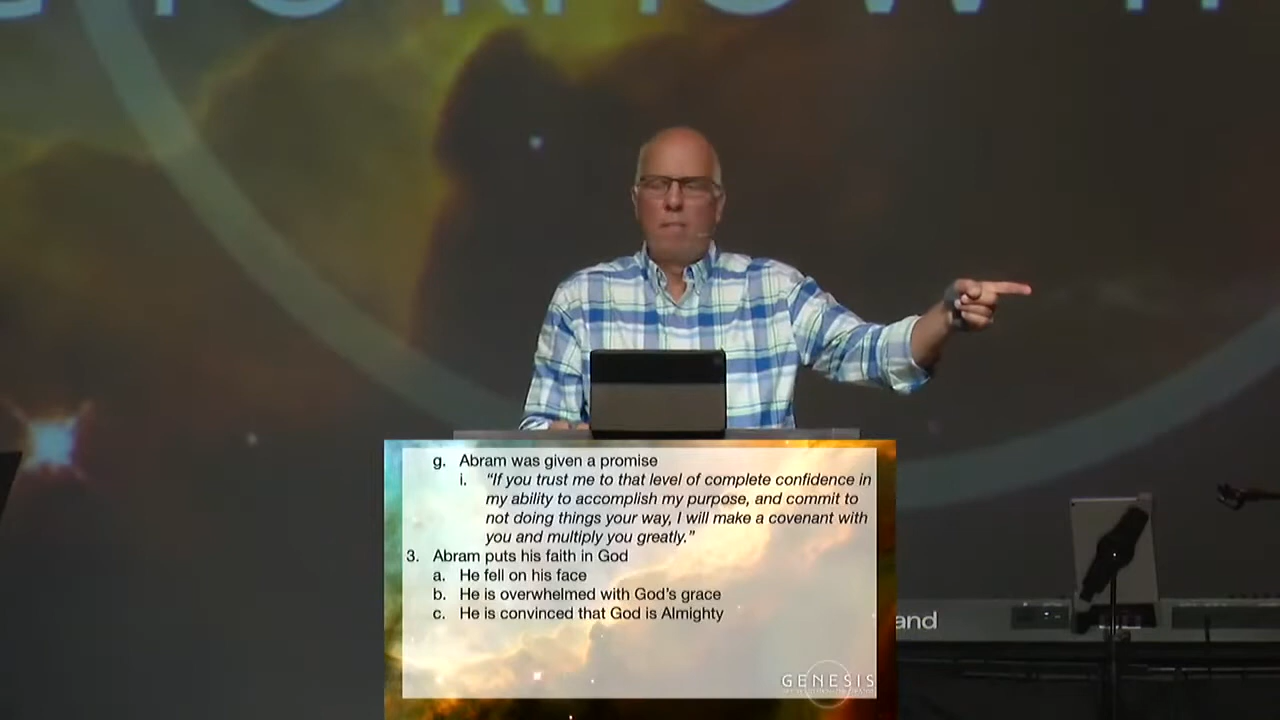 TO KNOW
g. Abram was given a promise
i. “If you trust me to that level of complete confidence in
my ability to accomplish my purpose, and commit to
not doing things your way, I will make a covenant with
you and multiply you greatly.”
3. Abram puts his faith in God
a. He fell on his face
b. He is overwhelmed with God's grace
c. He is convinced that God is Almighty
and
GENESIS